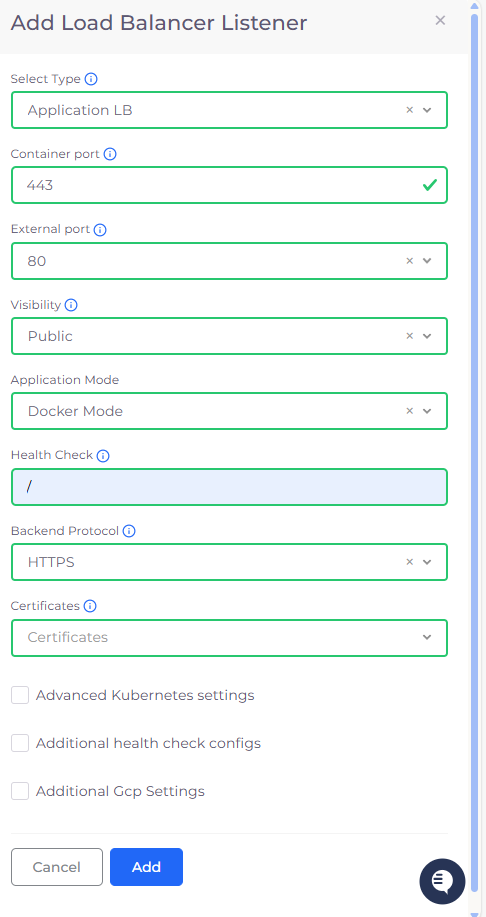 Add Load Balancer Listener
Select Type
Application LB
Container port
443
External port
80
Visibility
Public
Application Mode
Docker Mode
Health Check
/
Backend Protocol
HTTPS
Certificates
Certificates
Advanced Kubernetes settings
Additional health check configs
Additional Gcp Settings
Cancel
Add